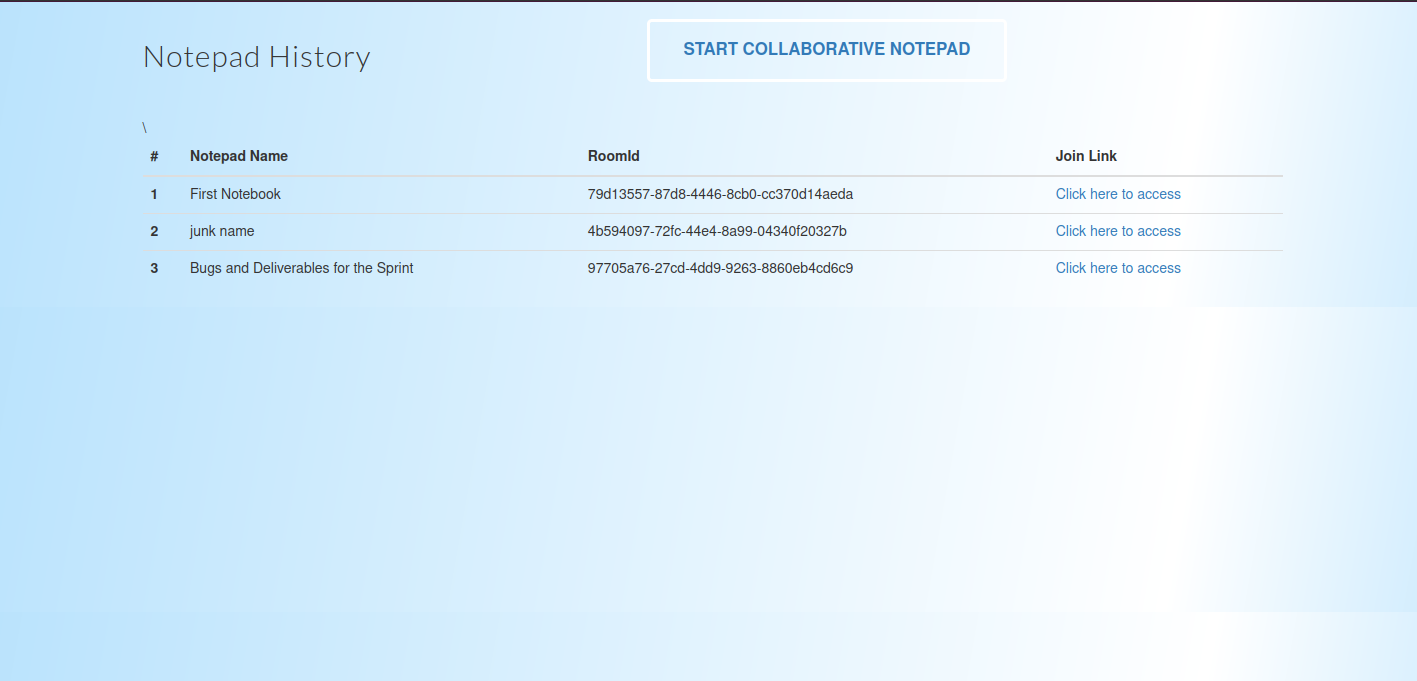 Notepad History
START COLLABORATIVE NOTEPAD
\
# Notepad Name RoomId Join Link
1 First Notebook 79d13557-87d8-4446-8cb0-cc370d14aeda Click here to access
2 junk name 4b594097-72fc-44e4-8a99-04340f20327b Click here to access
3 Bugs and Deliverables for the Sprint 97705a76-27cd-4dd9-9263-8860eb4cd6c9 Click here to access